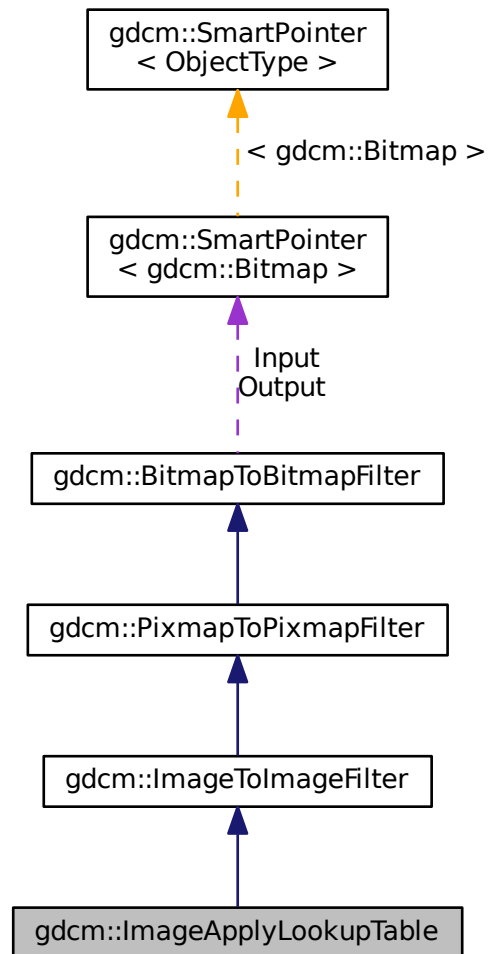 gdcm::SmartPointer
< ObjectType >
< gdcm::Bitmap >
gdcm::SmartPointer
< gdcm::Bitmap >
Input
Output
gdcm::BitmapToBitmapFilter
gdcm::PixmapToPixmapFilter
gdcm::ImageToImageFilter
gdcm::ImageApplyLookupTable